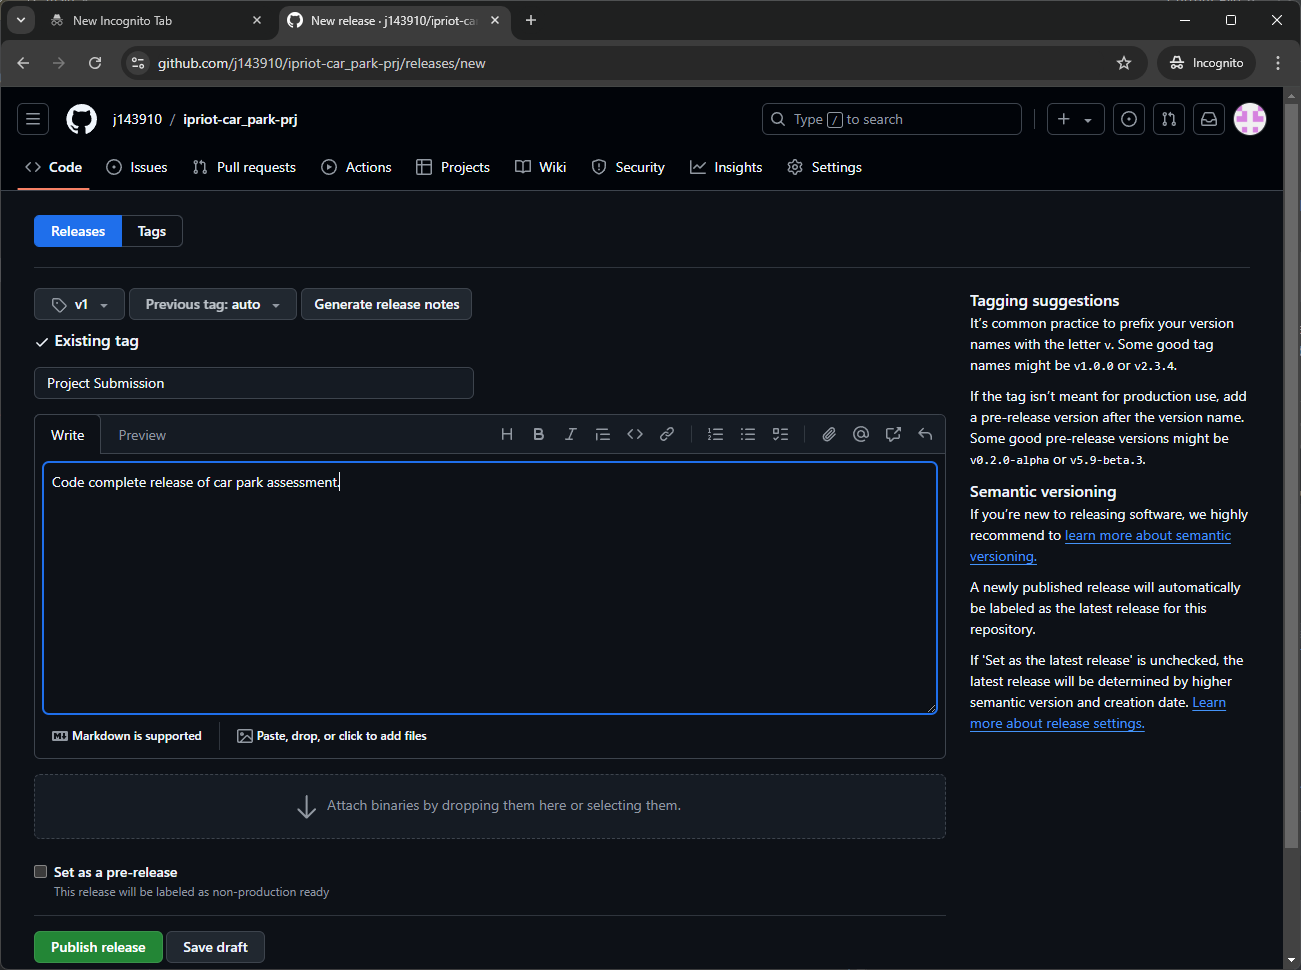 New Incognito Tab
New release · j143910/ipriot-ca
github.com/j143910/ipriot-car_park-prj/releases/new
Incognito
j143910 / ipriot-car_park-prj
Type / to search
Code
Issues
Pull requests
Actions
Projects
Wiki
Security
Insights
Settings
Releases
Tags
v1
Previous tag: auto
Generate release notes
Existing tag
Project Submission
Write
Preview
Code complete release of car park assessment.
Markdown is supported
Paste, drop, or click to add files
Attach binaries by dropping them here or selecting them.
Set as a pre-release
This release will be labeled as non-production ready
Publish release
Save draft
Tagging suggestions
It's common practice to prefix your version
names with the letter v. Some good tag
names might be v1.0.0 or v2.3.4.
If the tag isn't meant for production use, add
a pre-release version after the version name.
Some good pre-release versions might be
v0.2.0-alpha or v5.9-beta.3.
Semantic versioning
If you're new to releasing software, we highly
recommend to learn more about semantic
versioning.
A newly published release will automatically
be labeled as the latest release for this
repository.
If 'Set as the latest release' is unchecked, the
latest release will be determined by higher
semantic version and creation date. Learn
more about release settings.